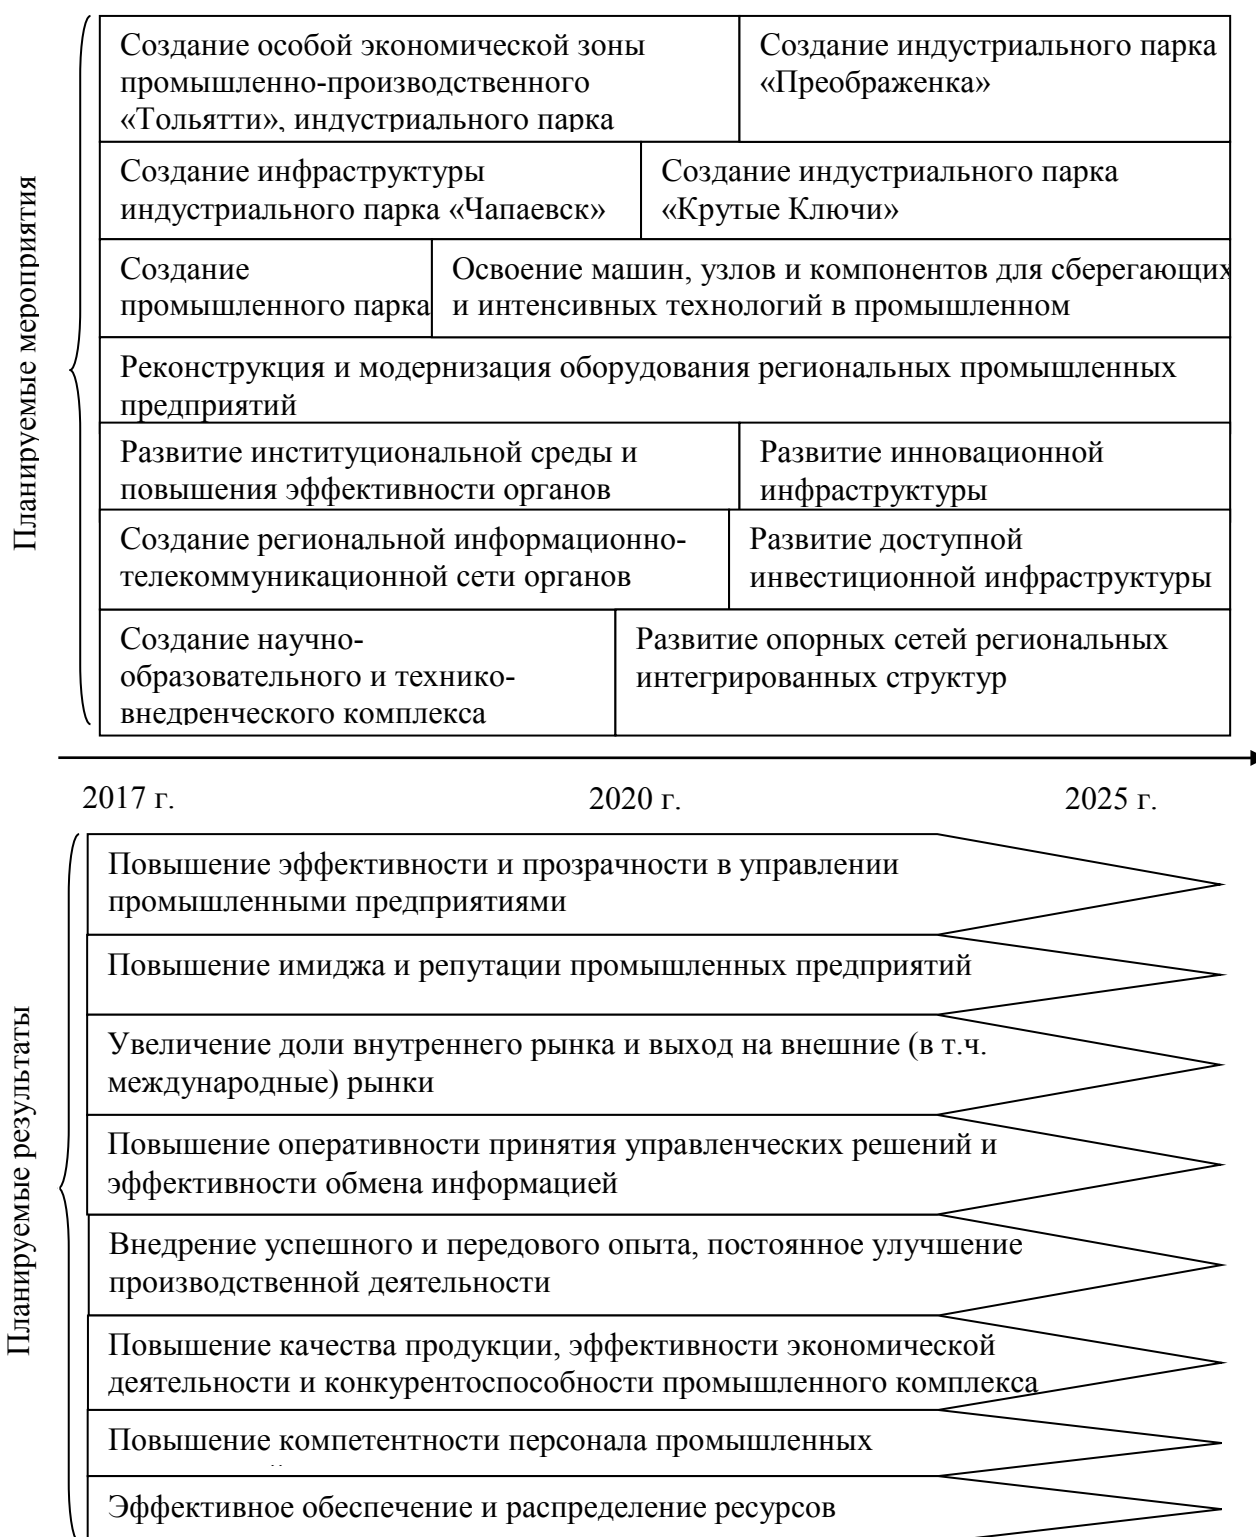 Планируемые мероприятия
Создание особой экономической зоны
промышленно-производственного
«Тольятти», индустриального парка
Создание индустриального парка
«Преображенка»
Создание инфраструктуры
индустриального парка «Чапаевск»
Создание индустриального парка
«Крутые Ключи»
Создание
промышленного парка
Освоение машин, узлов и компонентов для сберегающих
и интенсивных технологий в промышленном
Реконструкция и модернизация оборудования региональных промышленных
предприятий
Развитие институциональной среды и
повышения эффективности органов
Развитие инновационной
инфраструктуры
Создание региональной информационно-
телекоммуникационной сети органов
Развитие доступной
инвестиционной инфраструктуры
Создание научно-
образовательного и технико-
внедренческого комплекса
Развитие опорных сетей региональных
интегрированных структур
2017 г.
2020 г.
2025 г.
Планируемые результаты
Повышение эффективности и прозрачности в управлении
промышленными предприятиями
Повышение имиджа и репутации промышленных предприятий
Увеличение доли внутреннего рынка и выход на внешние (в т.ч.
международные) рынки
Повышение оперативности принятия управленческих решений и
эффективности обмена информацией
Внедрение успешного и передового опыта, постоянное улучшение
производственной деятельности
Повышение качества продукции, эффективности экономической
деятельности и конкурентоспособности промышленного комплекса
Повышение компетентности персонала промышленных
Эффективное обеспечение и распределение ресурсов